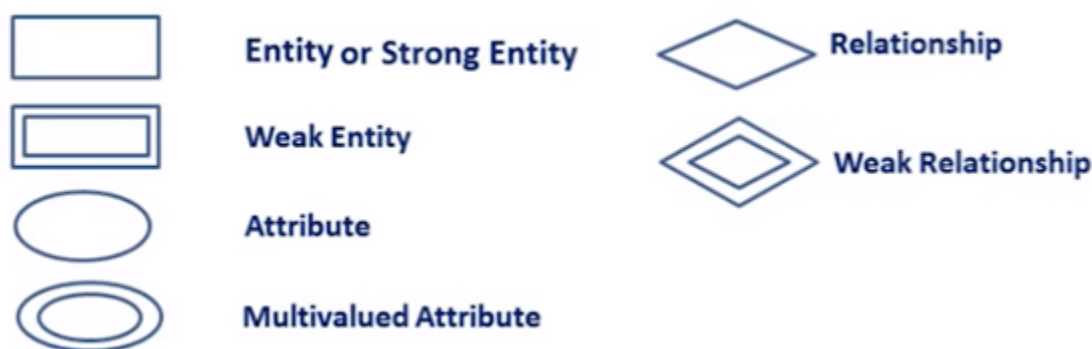 Entity or Strong Entity
Relationship
Weak Entity
Weak Relationship
Attribute
Multivalued Attribute